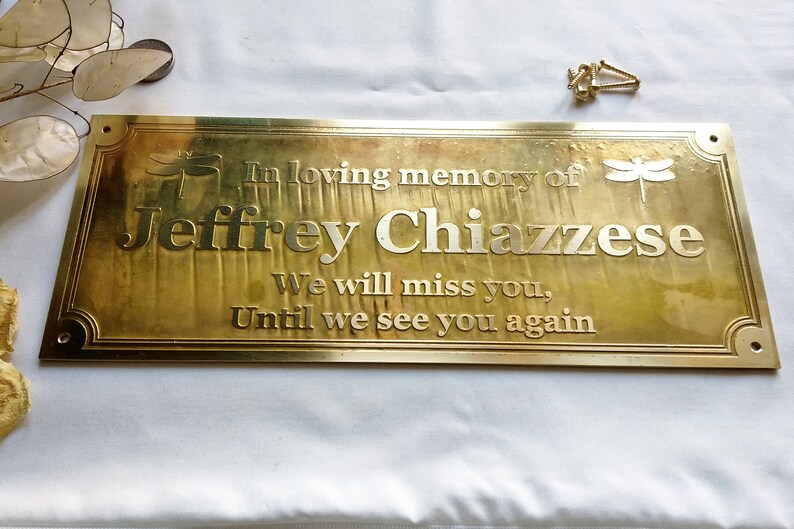 In loving memory of
Jeffrey Chiazzese
We will miss you,
Until we see you again